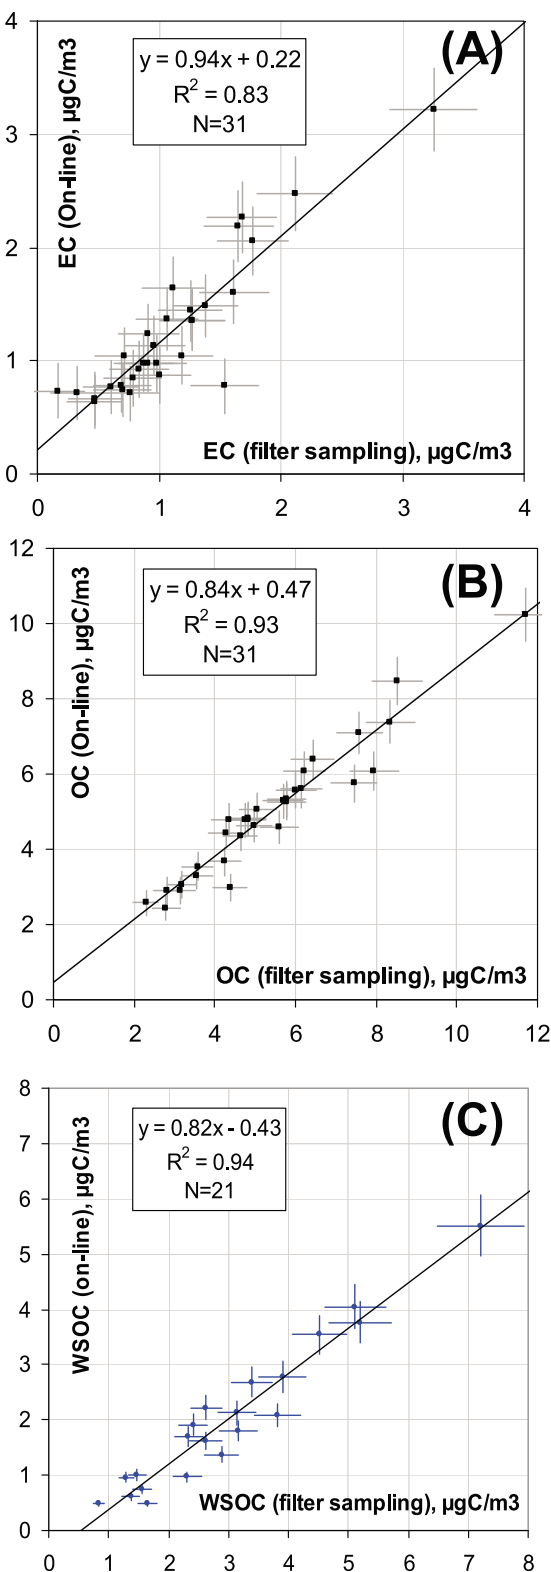 (A)
y = 0.94x + 0.22
R² = 0.83
N=31
EC (On-line), µgC/m3
4
3
2
1
0
EC (filter sampling), µgC/m3
0 1 2 3 4
(B)
y = 0.84x + 0.47
R² = 0.93
N=31
OC (On-line), µgC/m3
12
10
8
6
4
2
0
OC (filter sampling), µgC/m3
0 2 4 6 8 10 12
(C)
y = 0.82x - 0.43
R² = 0.94
N=21
WSOC (on-line), µgC/m3
8
7
6
5
4
3
2
1
0
WSOC (filter sampling), µgC/m3
0 1 2 3 4 5 6 7 8